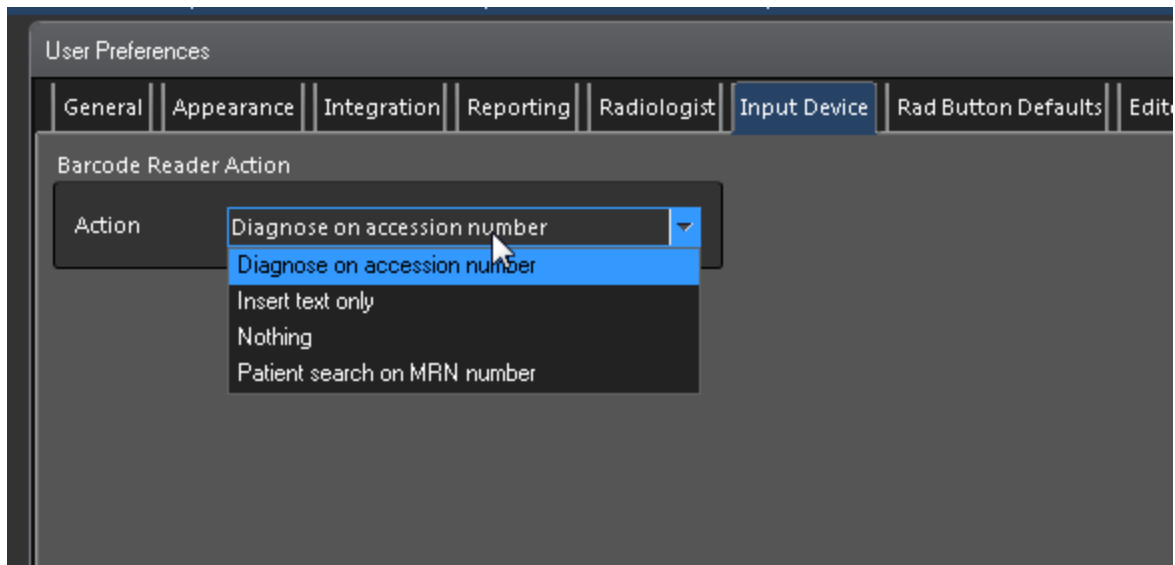 User Preferences
General Appearance Integration Reporting Radiologist Input Device Rad Button Defaults
Barcode Reader Action
Action Diagnose on accession number
Diagnose on accession number
Insert text only
Nothing
Patient search on MRN number